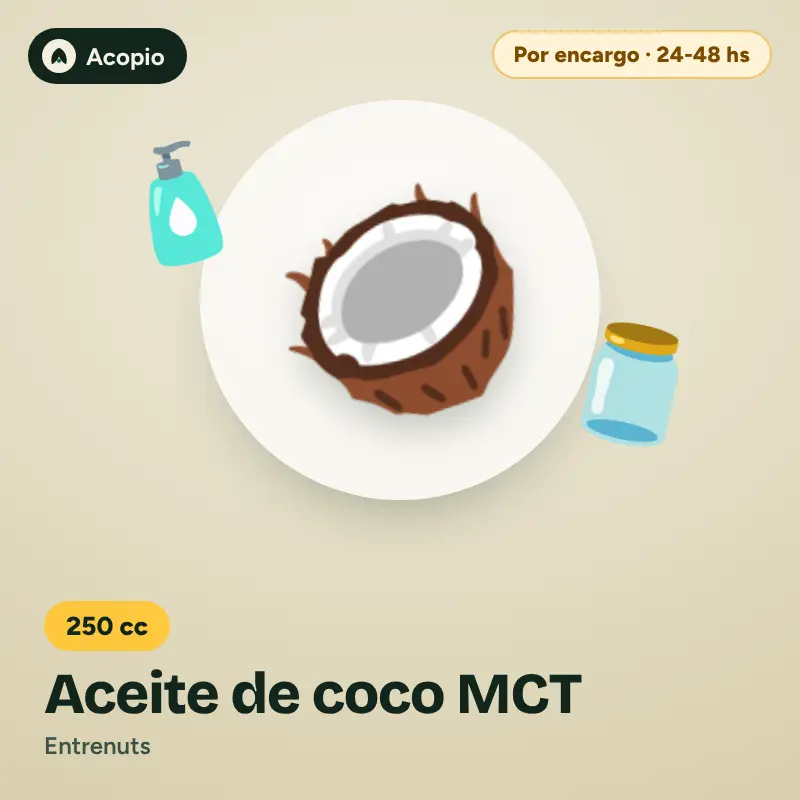 Acopio
Por encargo · 24-48 hs
250 cc
Aceite de coco MCT
Entrenuts